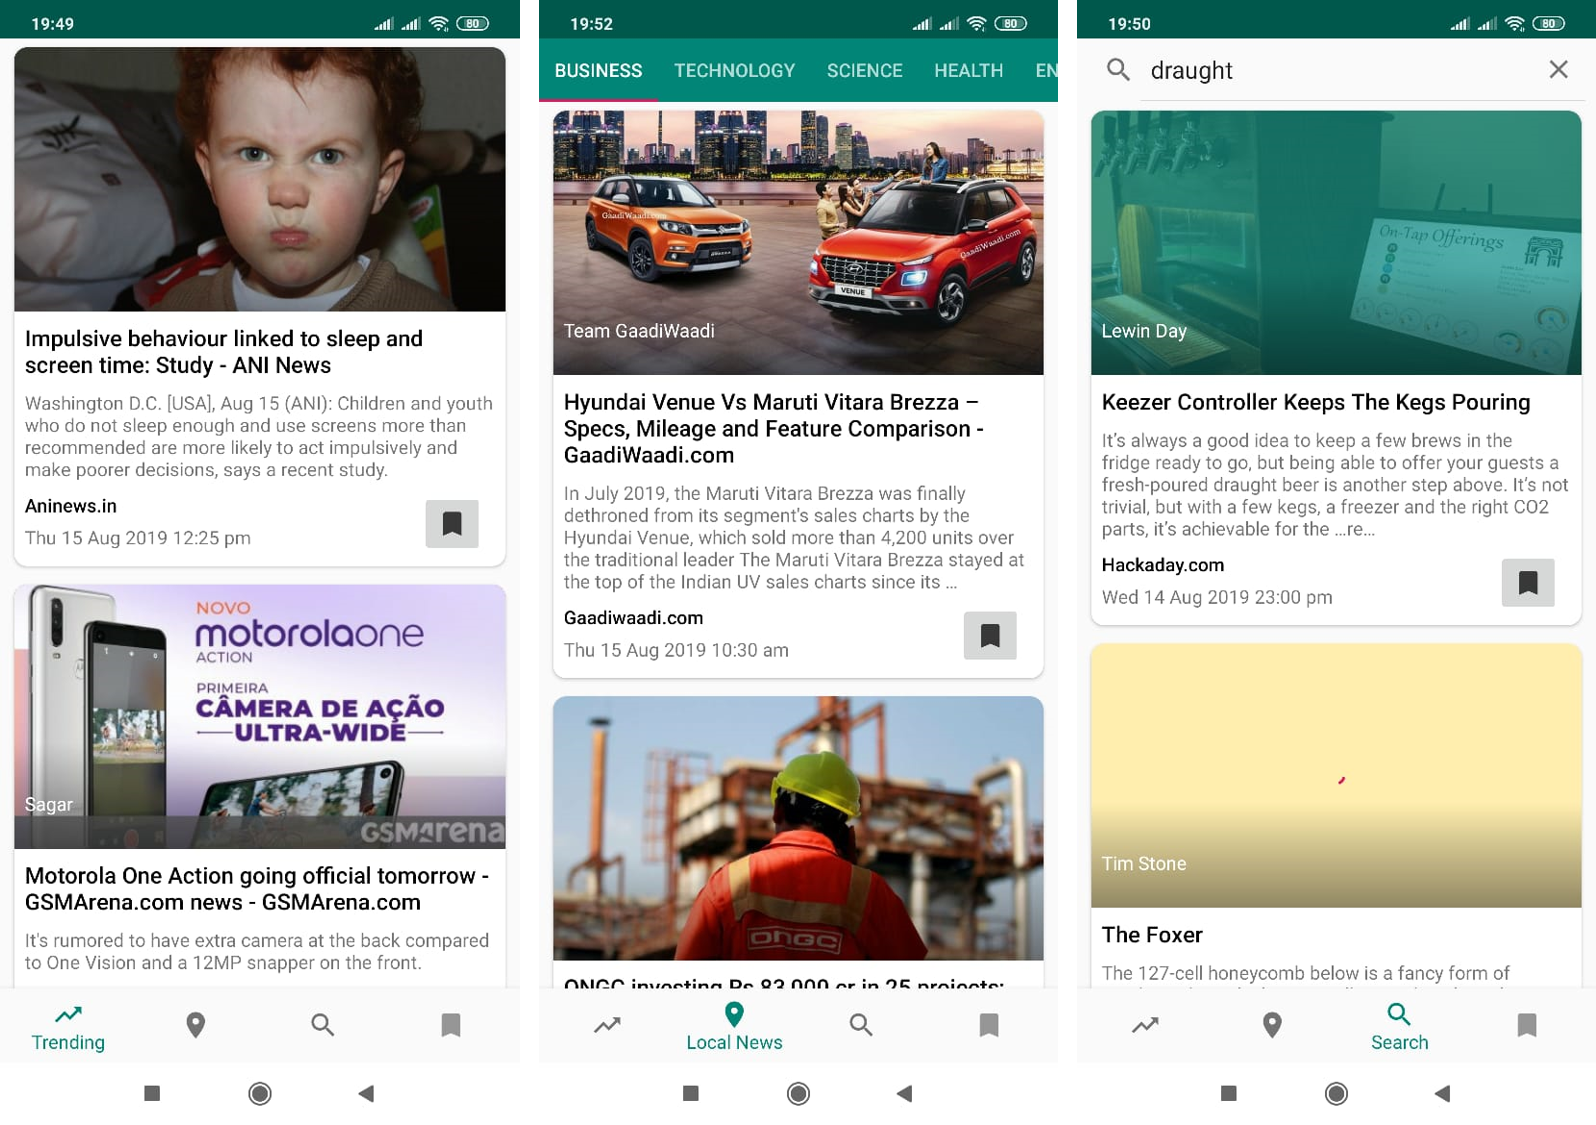 19:49
80
NOVO
motorolaone
ACTION
PRIMEIRA
CÂMERA DE AÇÃO
ULTRA-WIDE
Sagar
GSMArena
Impulsive behaviour linked to sleep and
screen time: Study - ANI News
Washington D.C. [USA], Aug 15 (ANI): Children and youth
who do not sleep enough and use screens more than
recommended are more likely to act impulsively and
make poorer decisions, says a recent study.
Aninews.in
Thu 15 Aug 2019 12:25 pm
Motorola One Action going official tomorrow -
GSMArena.com news - GSMArena.com
It's rumored to have extra camera at the back compared
to One Vision and a 12MP snapper on the front.
Trending
19:52
80
BUSINESS
TECHNOLOGY
SCIENCE
HEALTH
EN
GaadiWaadi.com
GaadiWaadi.com
VENUE
Team GaadiWaadi
Hyundai Venue Vs Maruti Vitara Brezza –
Specs, Mileage and Feature Comparison -
GaadiWaadi.com
In July 2019, the Maruti Vitara Brezza was finally
dethroned from its segment's sales charts by the
Hyundai Venue, which sold more than 4,200 units over
the traditional leader The Maruti Vitara Brezza stayed at
the top of the Indian UV sales charts since its ...
Gaadiwaadi.com
Thu 15 Aug 2019 10:30 am
ONGC
ONGC investing Rs 83,000 cr in 25 projects:
Local News
19:50
80
draught
On-Tap Offerings
Lewin Day
Keezer Controller Keeps The Kegs Pouring
It’s always a good idea to keep a few brews in the
fridge ready to go, but being able to offer your guests a
fresh-poured draught beer is another step above. It’s not
trivial, but with a few kegs, a freezer and the right CO2
parts, it’s achievable for the …re…
Hackaday.com
Wed 14 Aug 2019 23:00 pm
Tim Stone
The Foxer
The 127-cell honeycomb below is a fancy form of
Search